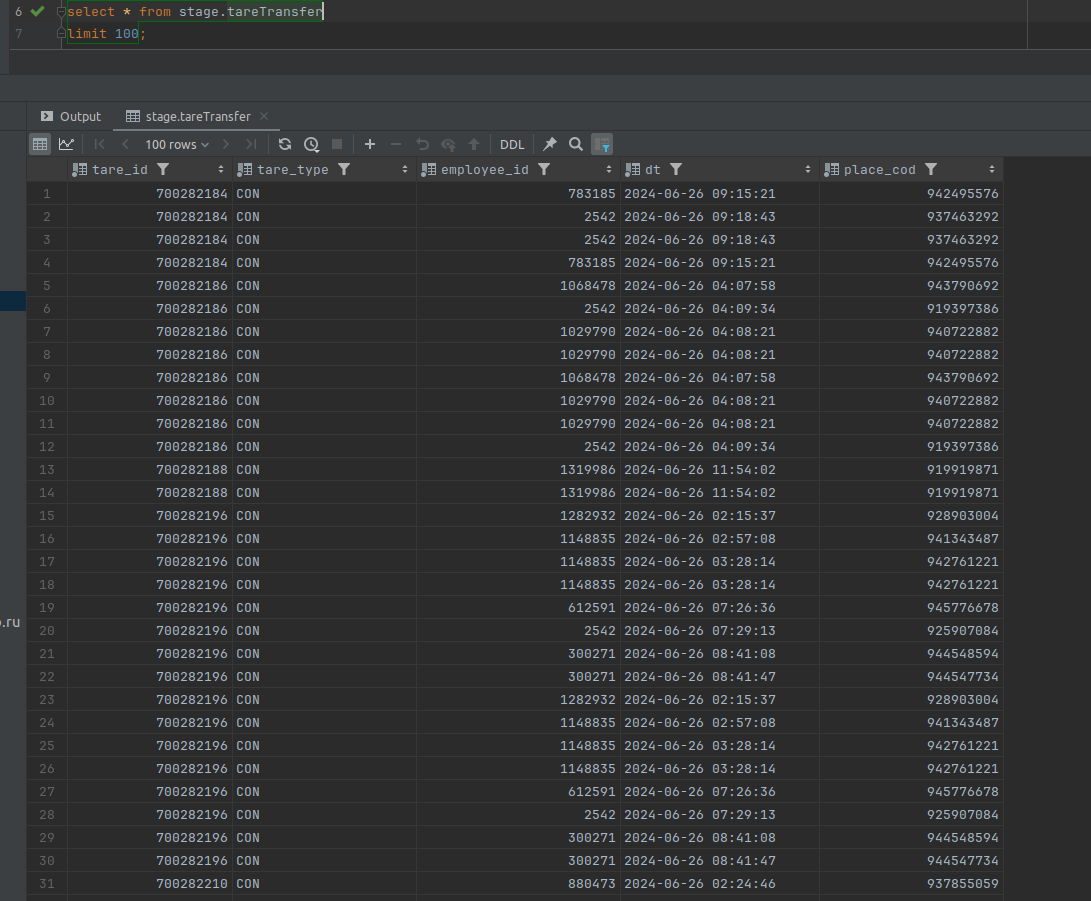 6 select * from stage.tareTransfer
7 limit 100;
Output stage.tareTransfer
100 rows DDL
tare_id tare_type employee_id dt place_cod
1 700282184 CON 783185 2024-06-26 09:15:21 942495576
2 700282184 CON 2542 2024-06-26 09:18:43 937463292
3 700282184 CON 2542 2024-06-26 09:18:43 937463292
4 700282184 CON 783185 2024-06-26 09:15:21 942495576
5 700282186 CON 1068478 2024-06-26 04:07:58 943790692
6 700282186 CON 2542 2024-06-26 04:09:34 919397386
7 700282186 CON 1029790 2024-06-26 04:08:21 940722882
8 700282186 CON 1029790 2024-06-26 04:08:21 940722882
9 700282186 CON 1068478 2024-06-26 04:07:58 943790692
10 700282186 CON 1029790 2024-06-26 04:08:21 940722882
11 700282186 CON 1029790 2024-06-26 04:08:21 940722882
12 700282186 CON 2542 2024-06-26 04:09:34 919397386
13 700282188 CON 1319986 2024-06-26 11:54:02 919919871
14 700282188 CON 1319986 2024-06-26 11:54:02 919919871
15 700282196 CON 1282932 2024-06-26 02:15:37 928903004
16 700282196 CON 1148835 2024-06-26 02:57:08 941343487
17 700282196 CON 1148835 2024-06-26 03:28:14 942761221
18 700282196 CON 1148835 2024-06-26 03:28:14 942761221
19 700282196 CON 612591 2024-06-26 07:26:36 945776678
.ru 20 700282196 CON 2542 2024-06-26 07:29:13 925907084
21 700282196 CON 300271 2024-06-26 08:41:08 944548594
22 700282196 CON 300271 2024-06-26 08:41:47 944547734
23 700282196 CON 1282932 2024-06-26 02:15:37 928903004
24 700282196 CON 1148835 2024-06-26 02:57:08 941343487
25 700282196 CON 1148835 2024-06-26 03:28:14 942761221
26 700282196 CON 1148835 2024-06-26 03:28:14 942761221
27 700282196 CON 612591 2024-06-26 07:26:36 945776678
28 700282196 CON 2542 2024-06-26 07:29:13 925907084
29 700282196 CON 300271 2024-06-26 08:41:08 944548594
30 700282196 CON 300271 2024-06-26 08:41:47 944547734
31 700282210 CON 880473 2024-06-26 02:24:46 937855059